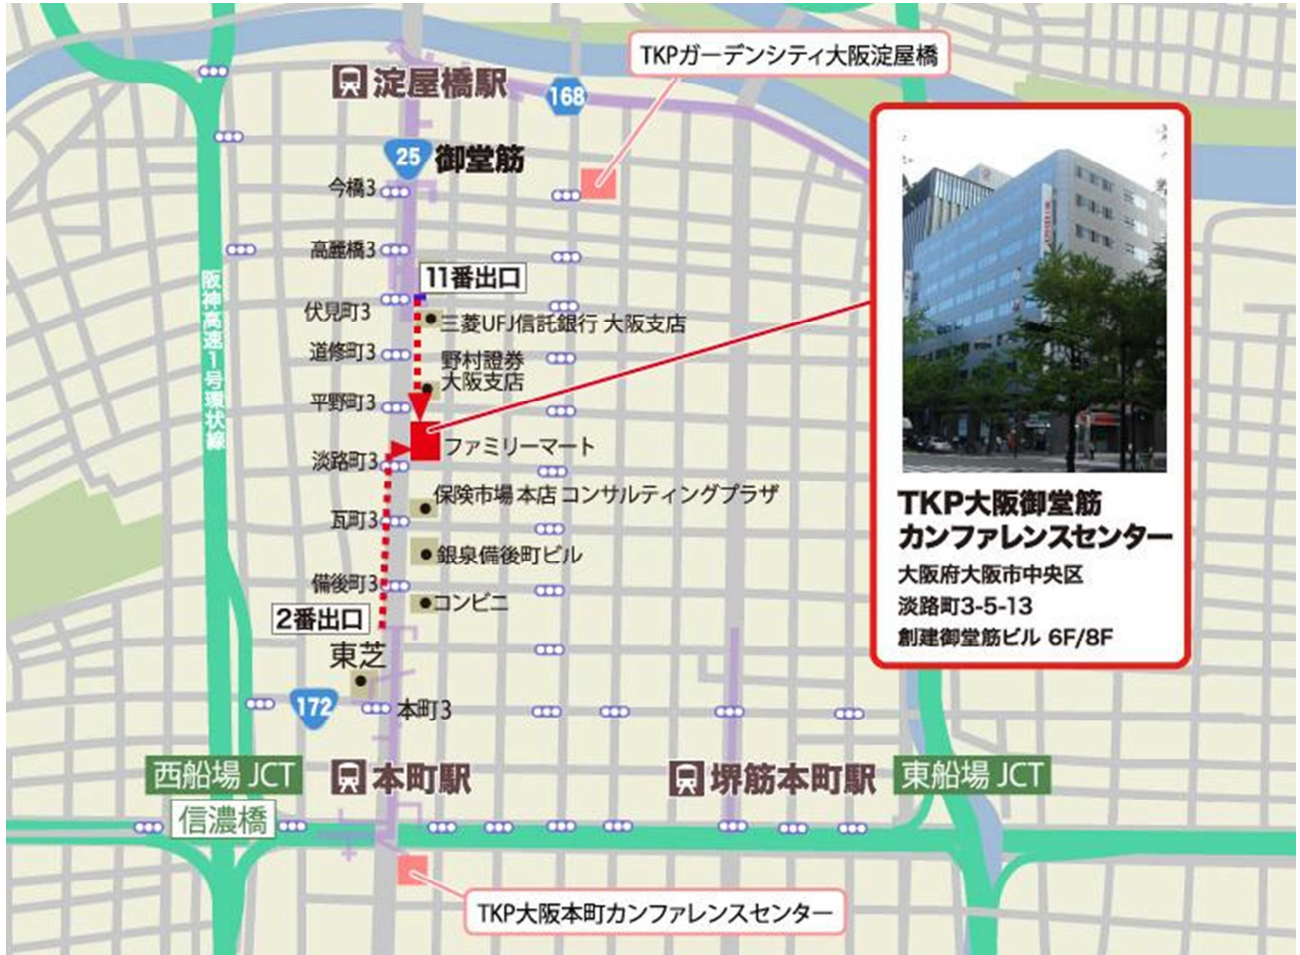 TKPガーデンシティ大阪淀屋橋
淀屋橋駅
168
25
御堂筋
今橋3
高麗橋3
11番出口
伏見町3
三菱UFJ信託銀行 大阪支店
道修町3
野村證券
大阪支店
平野町3
阪神高速1号環状線
ファミリーマート
淡路町3
保険市場 本店 コンサルティングプラザ
瓦町3
銀泉備後町ビル
備後町3
コンビニ
2番出口
東芝
172
本町3
TKP大阪御堂筋
カンファレンスセンター
大阪府大阪市中央区
淡路町3-5-13
創建御堂筋ビル 6F/8F
西船場 JCT
本町駅
堺筋本町駅
東船場 JCT
信濃橋
TKP大阪本町カンファレンスセンター